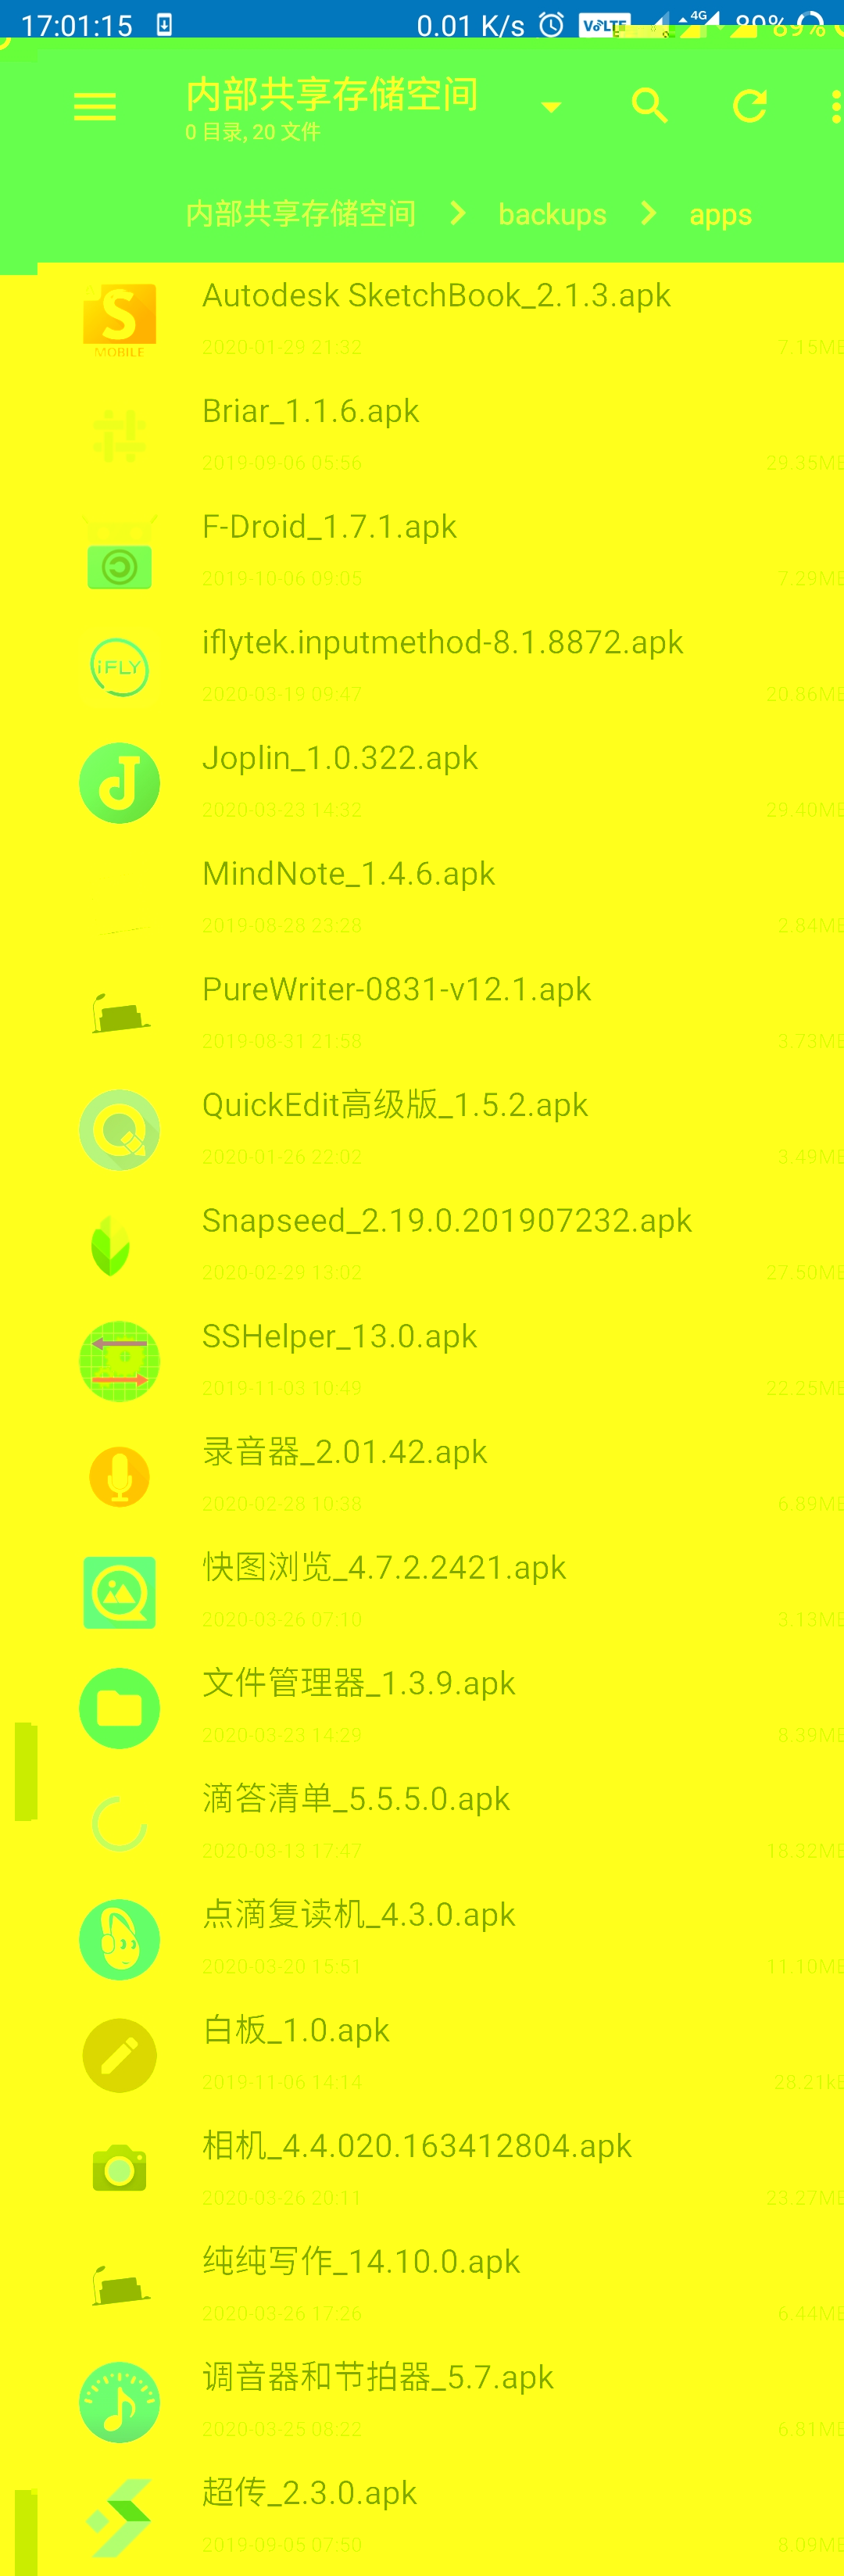 17:01:15 0.01 K/s VoLTE 4G 89%
内部共享存储空间
0 目录, 20 文件
内部共享存储空间 backups apps
Autodesk SketchBook_2.1.3.apk
MOBILE
2020-01-29 21:32 7.15MB
Briar_1.1.6.apk
2019-09-06 05:56 29.35MB
F-Droid_1.7.1.apk
2019-10-06 09:05 7.29MB
iflytek.inputmethod-8.1.8872.apk
iFLY
2020-03-19 09:47 20.86MB
Joplin_1.0.322.apk
2020-03-23 14:32 29.40MB
MindNote_1.4.6.apk
2019-08-28 23:28 2.84MB
PureWriter-0831-v12.1.apk
2019-08-31 21:58 3.73MB
QuickEdit高级版_1.5.2.apk
2020-01-26 22:02 3.49MB
Snapseed_2.19.0.201907232.apk
2020-02-29 13:02 27.50MB
SSHelper_13.0.apk
2019-11-03 10:49 22.25MB
录音器_2.01.42.apk
2020-02-28 10:38 6.89MB
快图浏览_4.7.2.2421.apk
2020-03-26 07:10 3.13MB
文件管理器_1.3.9.apk
2020-03-23 14:29 8.39MB
滴答清单_5.5.5.0.apk
2020-03-13 17:47 18.32MB
点滴复读机_4.3.0.apk
2020-03-20 15:51 11.10MB
白板_1.0.apk
2019-11-06 14:14 28.21kB
相机_4.4.020.163412804.apk
2020-03-26 20:11 23.27MB
纯纯写作_14.10.0.apk
2020-03-26 17:26 6.44MB
调音器和节拍器_5.7.apk
2020-03-25 08:22 6.81MB
超传_2.3.0.apk
2019-09-05 07:50 8.09MB